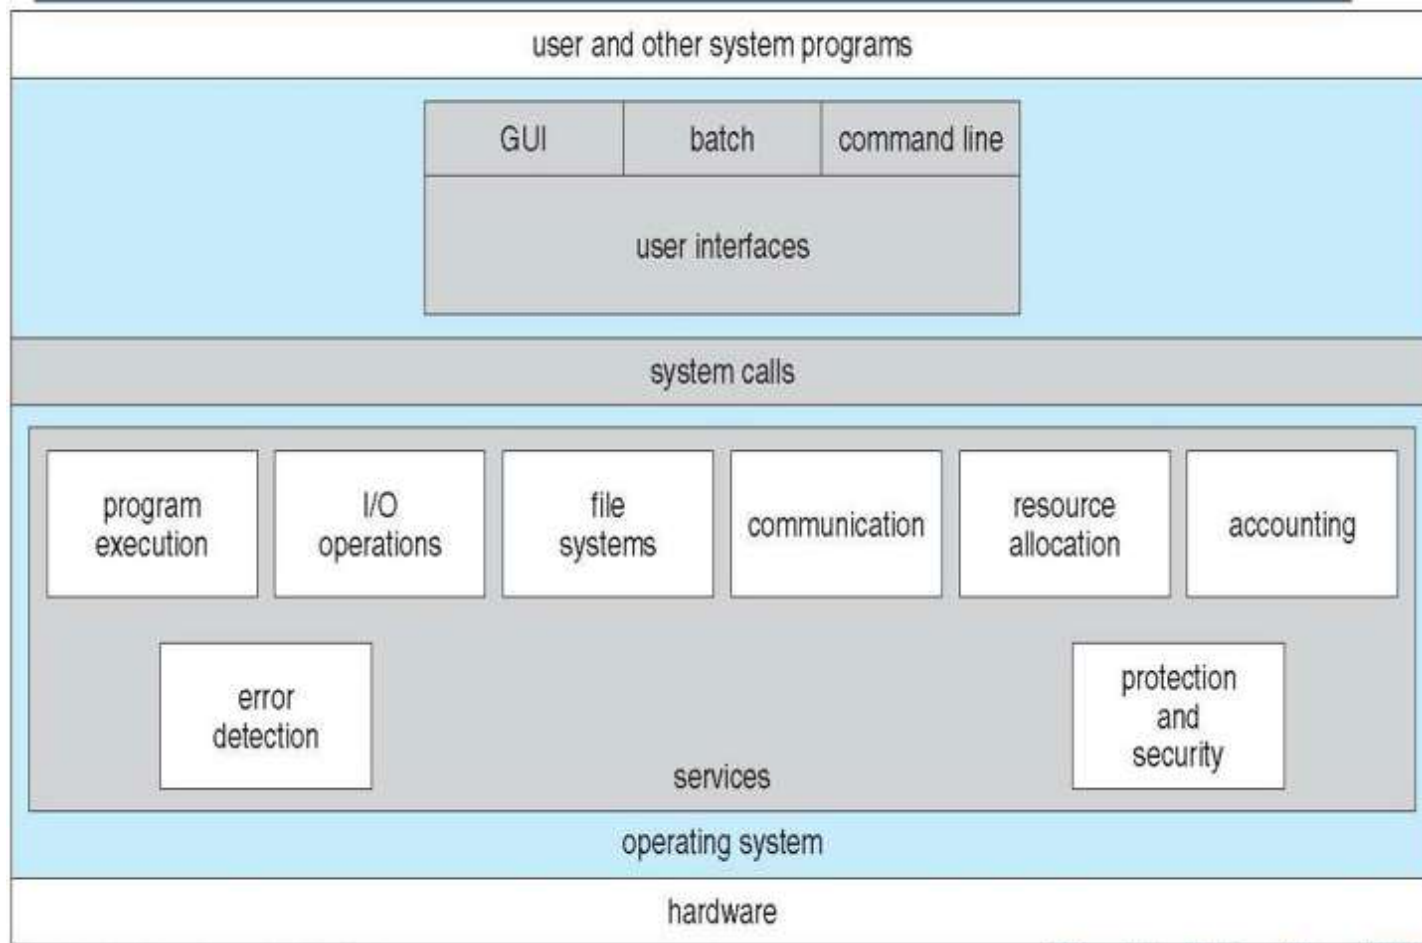 user and other system programs
GUI
batch
command line
user interfaces
system calls
program
execution
I/O
operations
file
systems
communication
resource
allocation
accounting
error
detection
protection
and
security
services
operating system
hardware